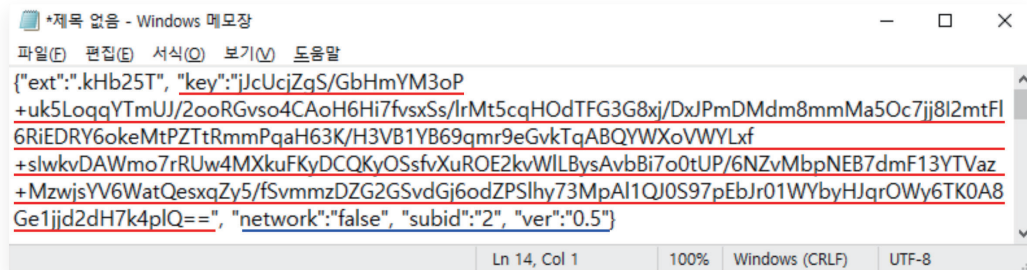 *제목 없음 - Windows 메모장
파일(F) 편집(E) 서식(O) 보기(V) 도움말
{"ext":".kHb25T", "key":"jJcUcjZqS/GbHmYM3oP
+uk5LoqqYTmUJ/2ooRGvso4CAoH6Hi7fvsxSs/lrMt5cqHOdTFG3G8xj/DxJPmDMdm8mmMa5Oc7jj8I2mtFl
6RiEDRY6okeMtPZTtRmmPqaH63K/H3VB1YB69qmr9eGvkTqABQYWXoVWYLxf
+slwkvDAWmo7rRUw4MXkuFKyDCQKyOSsfvXuROE2kvWlLBysAvbBi7o0tUP/6NZvMbpNEB7dmF13YTVaz
+MzwjsYV6WatQesxqZy5/fSvmmzDZG2GSvdGj6odZPSlhy73MpAl1QJ0S97pEbJr01WYbyHJqrOWy6TK0A8
Ge1jjd2dH7k4plQ==", "network":"false", "subid":"2", "ver":"0.5"}
Ln 14, Col 1 100% Windows (CRLF) UTF-8